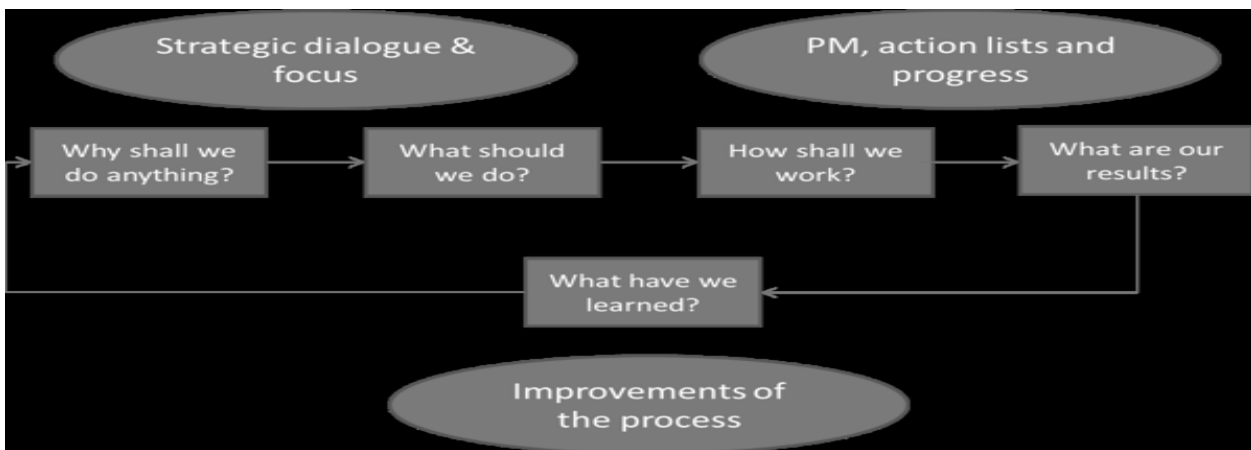 Strategic dialogue &
focus
PM, action lists and
progress
Why shall we
do anything?
What should
we do?
How shall we
work?
What are our
results?
What have we
learned?
Improvements of
the process